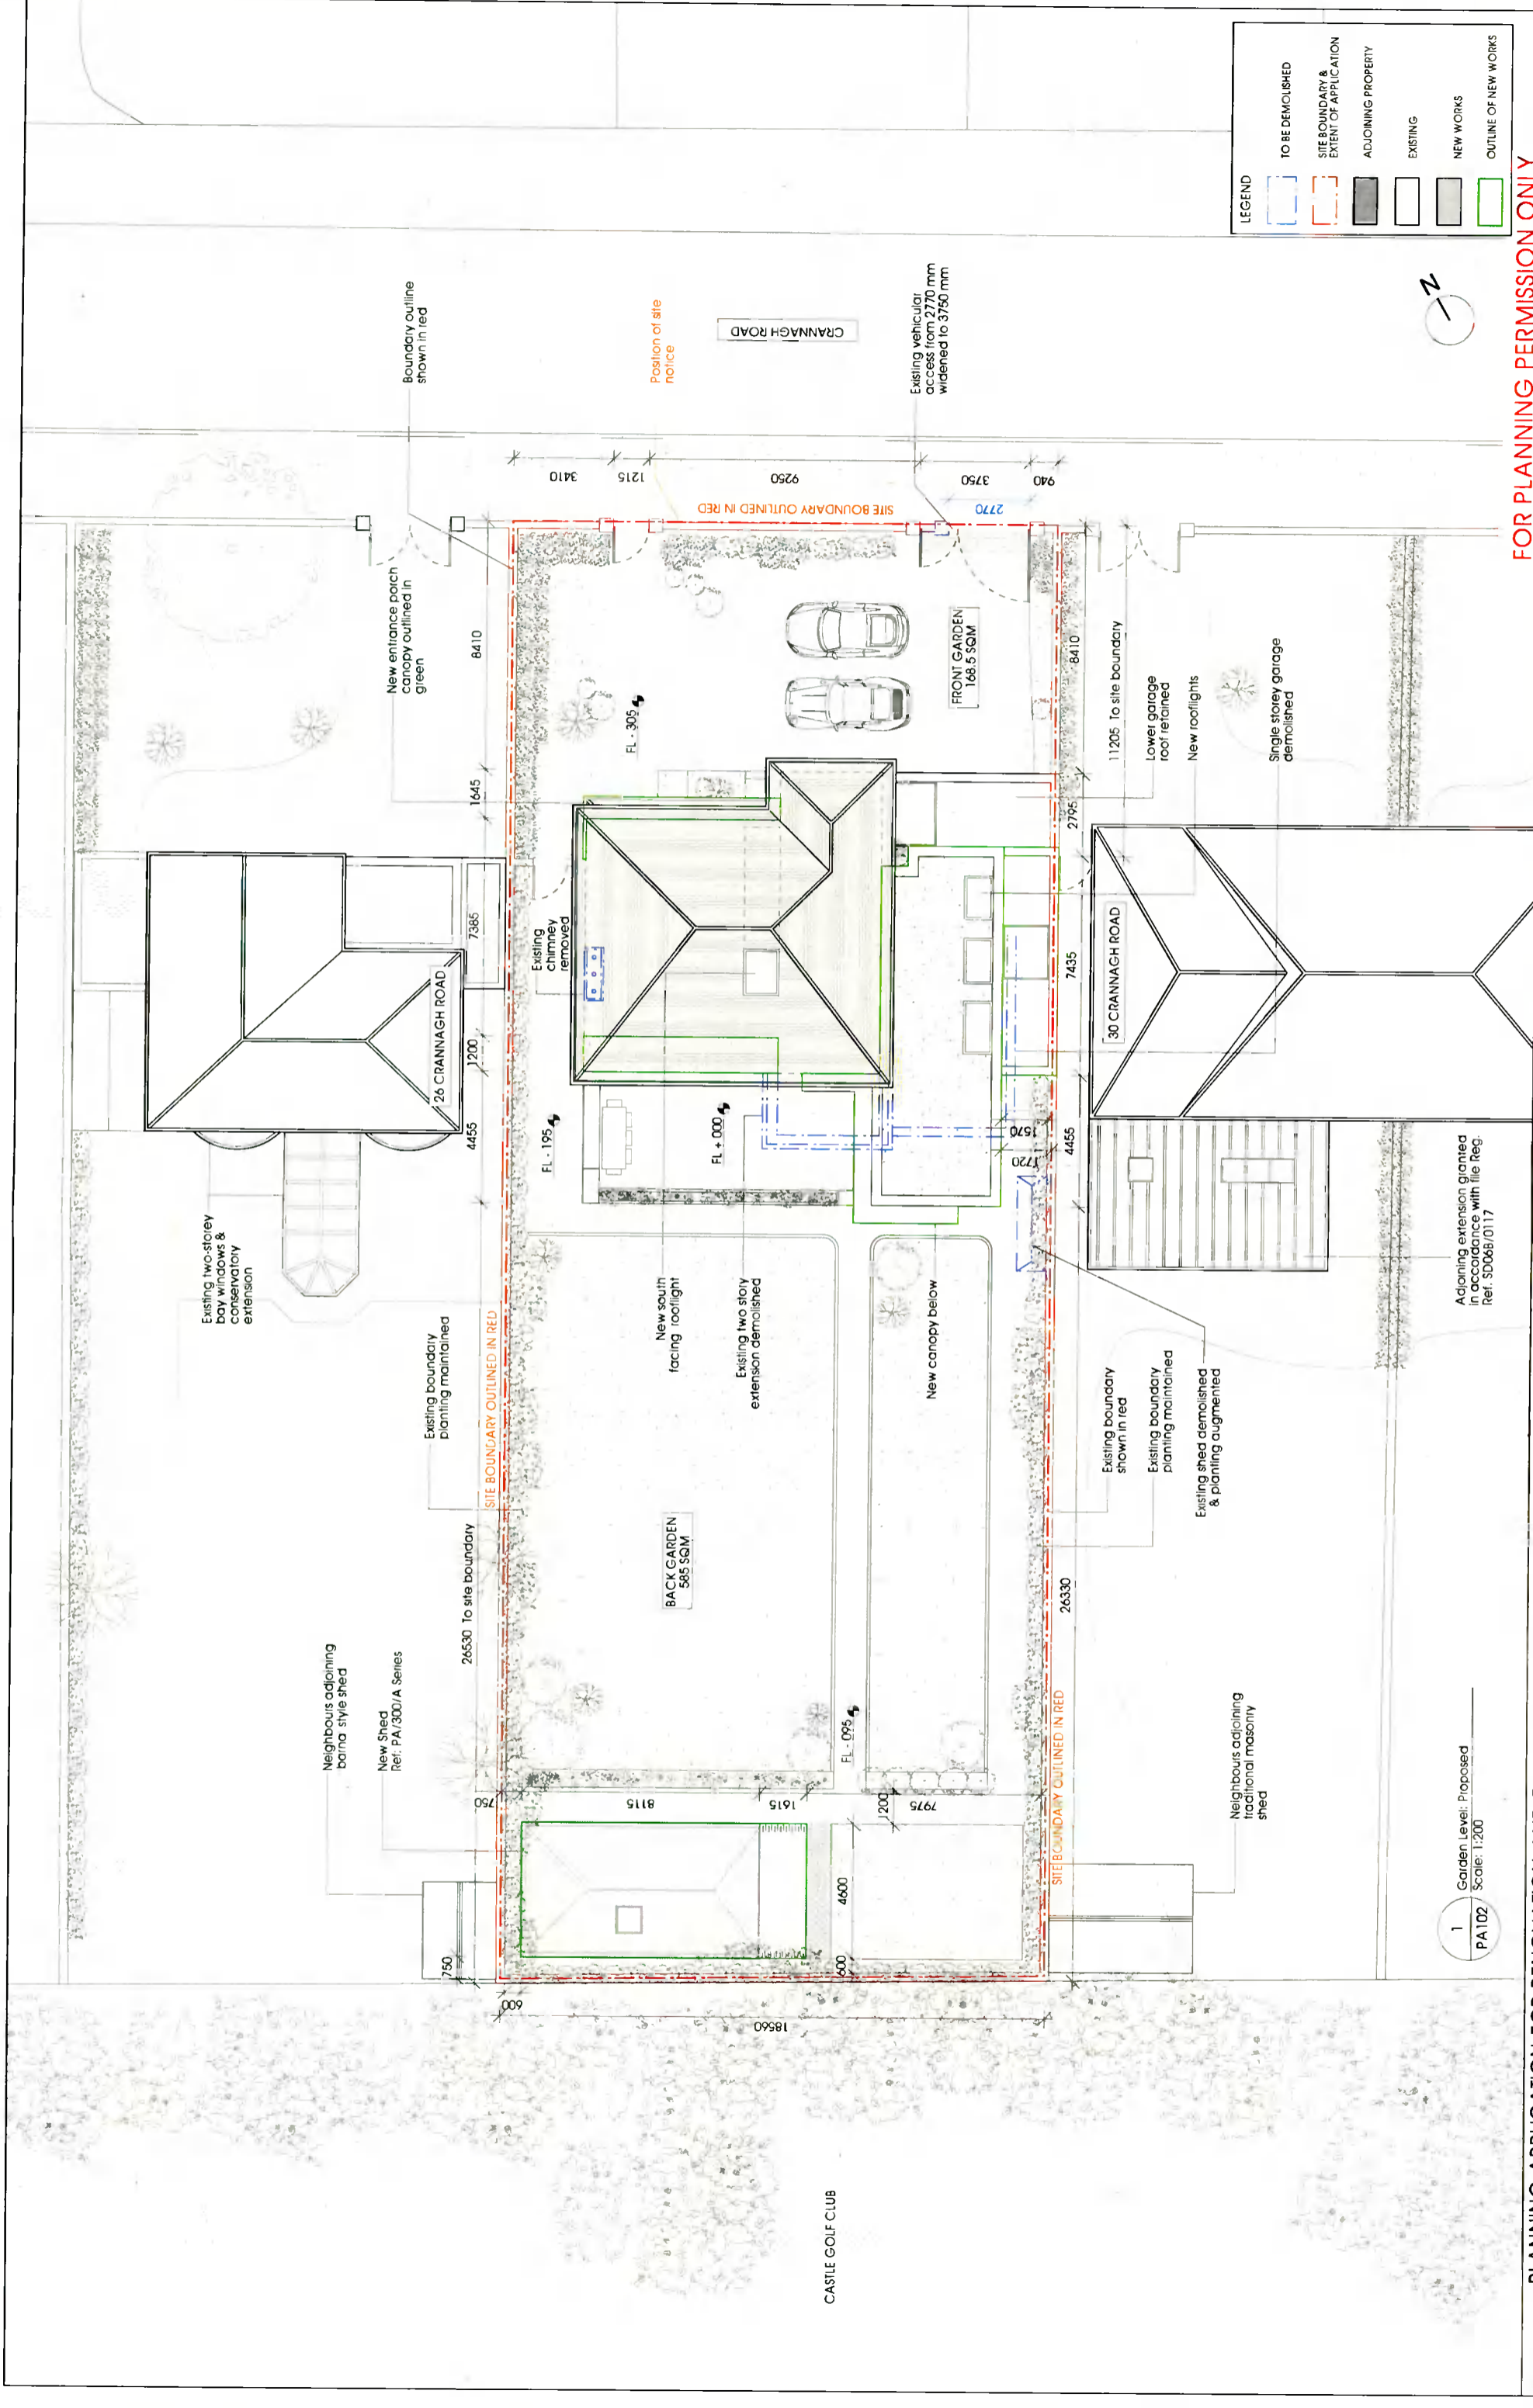 LEGEND
TO BE DEMOLISHED
SITE BOUNDARY &
EXTENT OF APPLICATION
ADJOINING PROPERTY
EXISTING
NEW WORKS
OUTLINE OF NEW WORKS
FOR PLANNING PERMISSION ONLY
N
Boundary outline
shown in red
Position of site
notice
CRANNAGH ROAD
Existing vehicular
access from 2770 mm
widened to 3750 mm
3410
1215
9250
3750
940
2770
SITE BOUNDARY OUTLINED IN RED
New entrance porch
canopy outlined in
green
8410
1645
7385
1200
4455
26530 To site boundary
750
FL - 305
FRONT GARDEN
168.5 SQM
8410
11205 To site boundary
2795
Lower garage
roof retained
New rooflights
Single storey garage
demolished
7435
4455
26330
26 CRANNAGH ROAD
Existing
chimney
removed
30 CRANNAGH ROAD
FL - 195
FL +.000
1570
1720
Existing two-storey
bay windows &
conservatory
extension
Existing boundary
planting maintained
SITE BOUNDARY OUTLINED IN RED
New south
facing rooflight
Existing two story
extension demolished
New canopy below
Adjoining extension granted
in accordance with file Reg.
Ref. SD06B/0117
Existing boundary
shown in red
Existing boundary
planting maintained
Existing shed demolished
& planting augmented
BACK GARDEN
585 SQM
Neighbours adjoining
barna style shed
New Shed
Ref: PA/300/A Series
FL - 095
SITE BOUNDARY OUTLINED IN RED
Neighbours adjoining
traditional masonry
shed
750
8115
1615
1200
7975
4600
600
600
18560
CASTLE GOLF CLUB
1
PA102
Garden Level: Proposed
Scale: 1:200